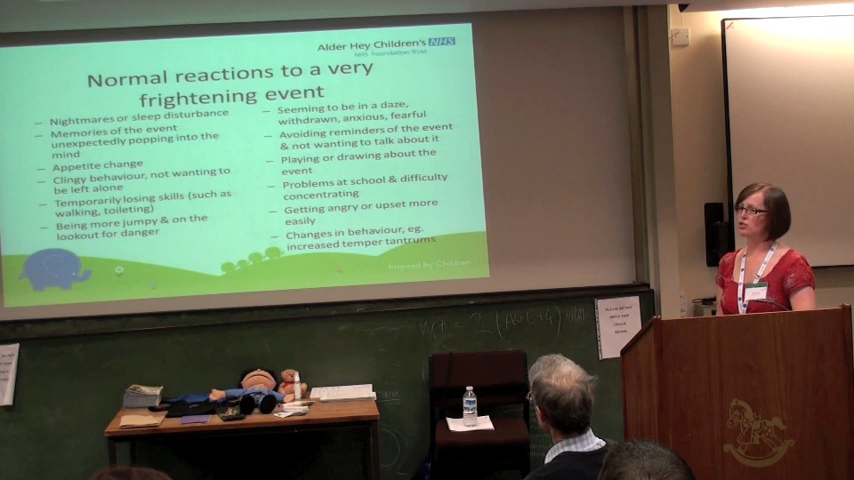 Alder Hey Children's NHS
NHS Foundation Trust
Normal reactions to a very
frightening event
– Nightmares or sleep disturbance
– Memories of the event
unexpectedly popping into the
mind
– Appetite change
– Clingy behaviour, not wanting to
be left alone
– Temporarily losing skills (such as
walking, toileting)
– Being more jumpy & on the
lookout for danger
– Seeming to be in a daze,
withdrawn, anxious, fearful
– Avoiding reminders of the event
& not wanting to talk about it
– Playing or drawing about the
event
– Problems at school & difficulty
concentrating
– Getting angry or upset more
easily
– Changes in behaviour, eg.
increased temper tantrums
Inspired by Children